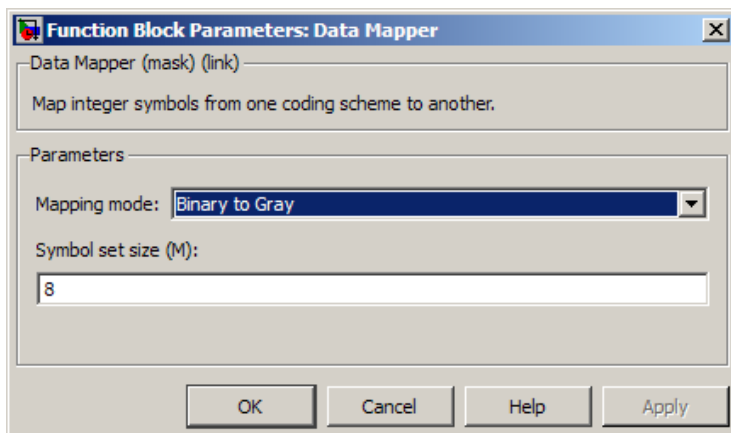 Function Block Parameters: Data Mapper
Data Mapper (mask) (link)
Map integer symbols from one coding scheme to another.
Parameters
Mapping mode: Binary to Gray
Symbol set size (M):
8
OK Cancel Help Apply